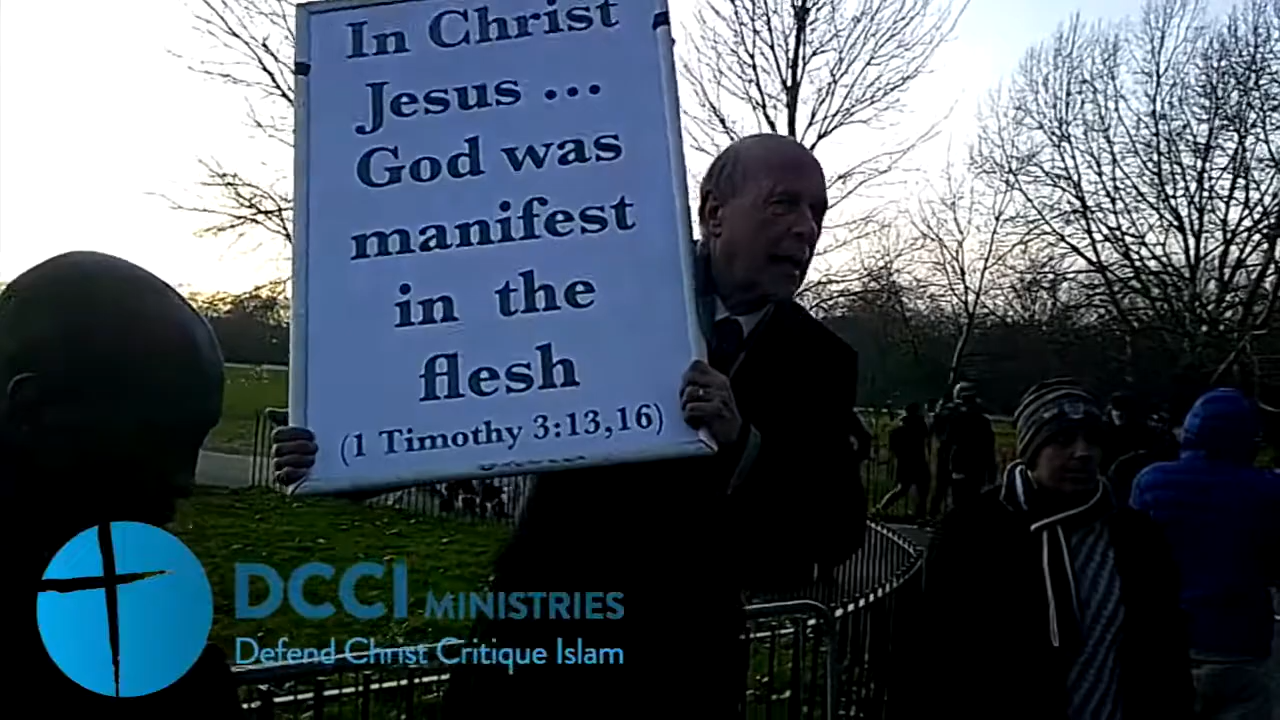 In Christ
Jesus ...
God was
manifest
in the
flesh
(1 Timothy 3:13,16)
DCCI MINISTRIES
Defend Christ Critique Islam